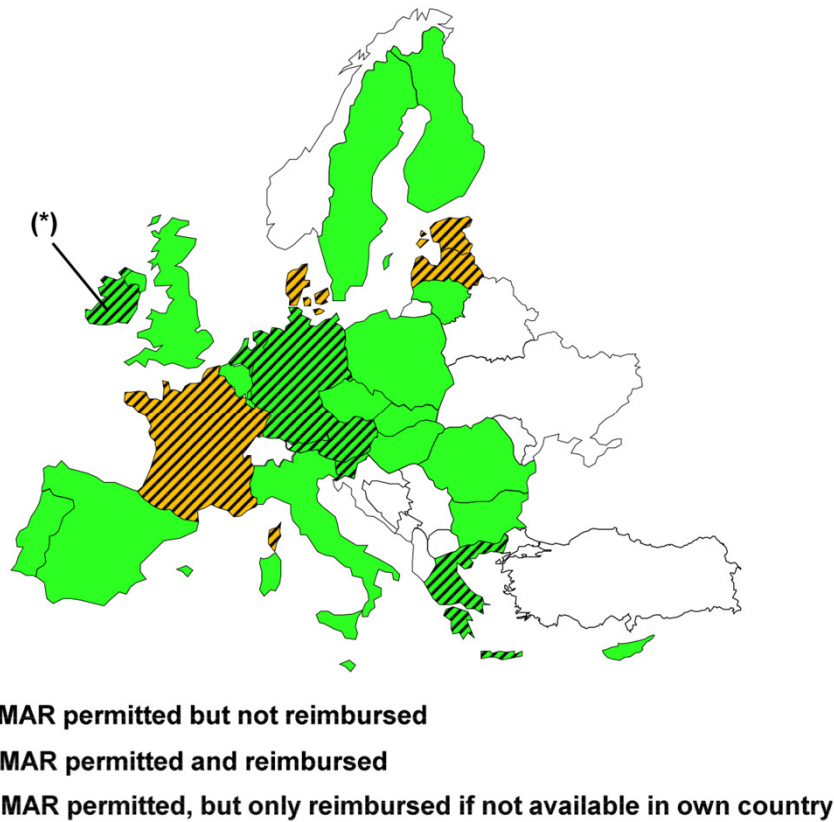 (*)
MAR permitted but not reimbursed
MAR permitted and reimbursed
MAR permitted, but only reimbursed if not available in own country